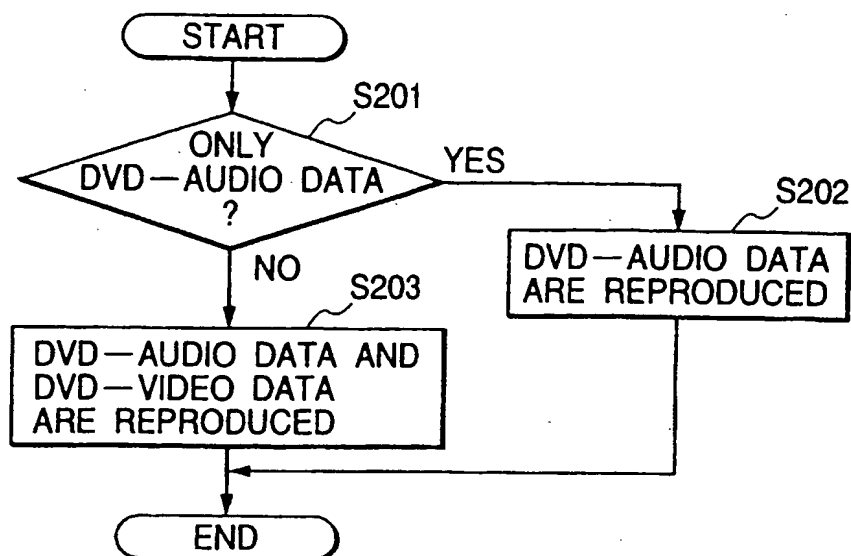 START
S201
ONLY
DVD—AUDIO DATA
?
YES
S202
DVD—AUDIO DATA
ARE REPRODUCED
NO
S203
DVD—AUDIO DATA AND
DVD—VIDEO DATA
ARE REPRODUCED
END